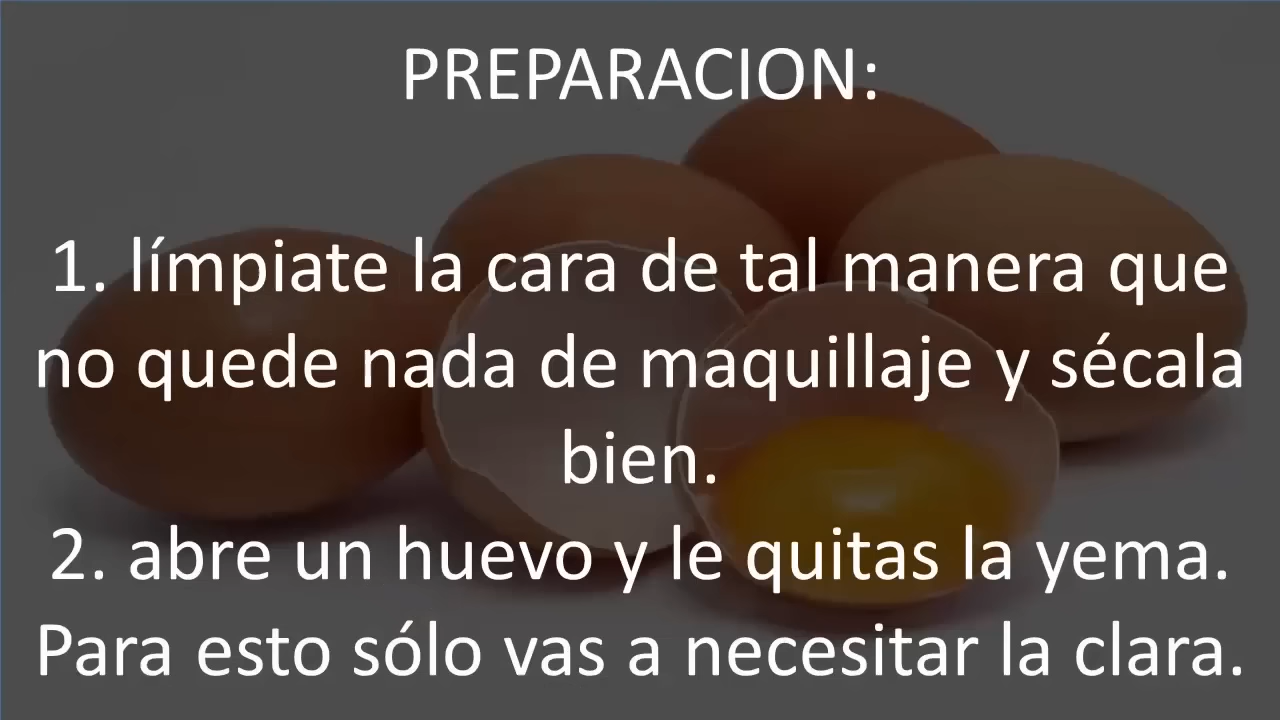 PREPARACION:
1. límpiate la cara de tal manera que
no quede nada de maquillaje y sécala
bien.
2. abre un huevo y le quitas la yema.
Para esto sólo vas a necesitar la clara.